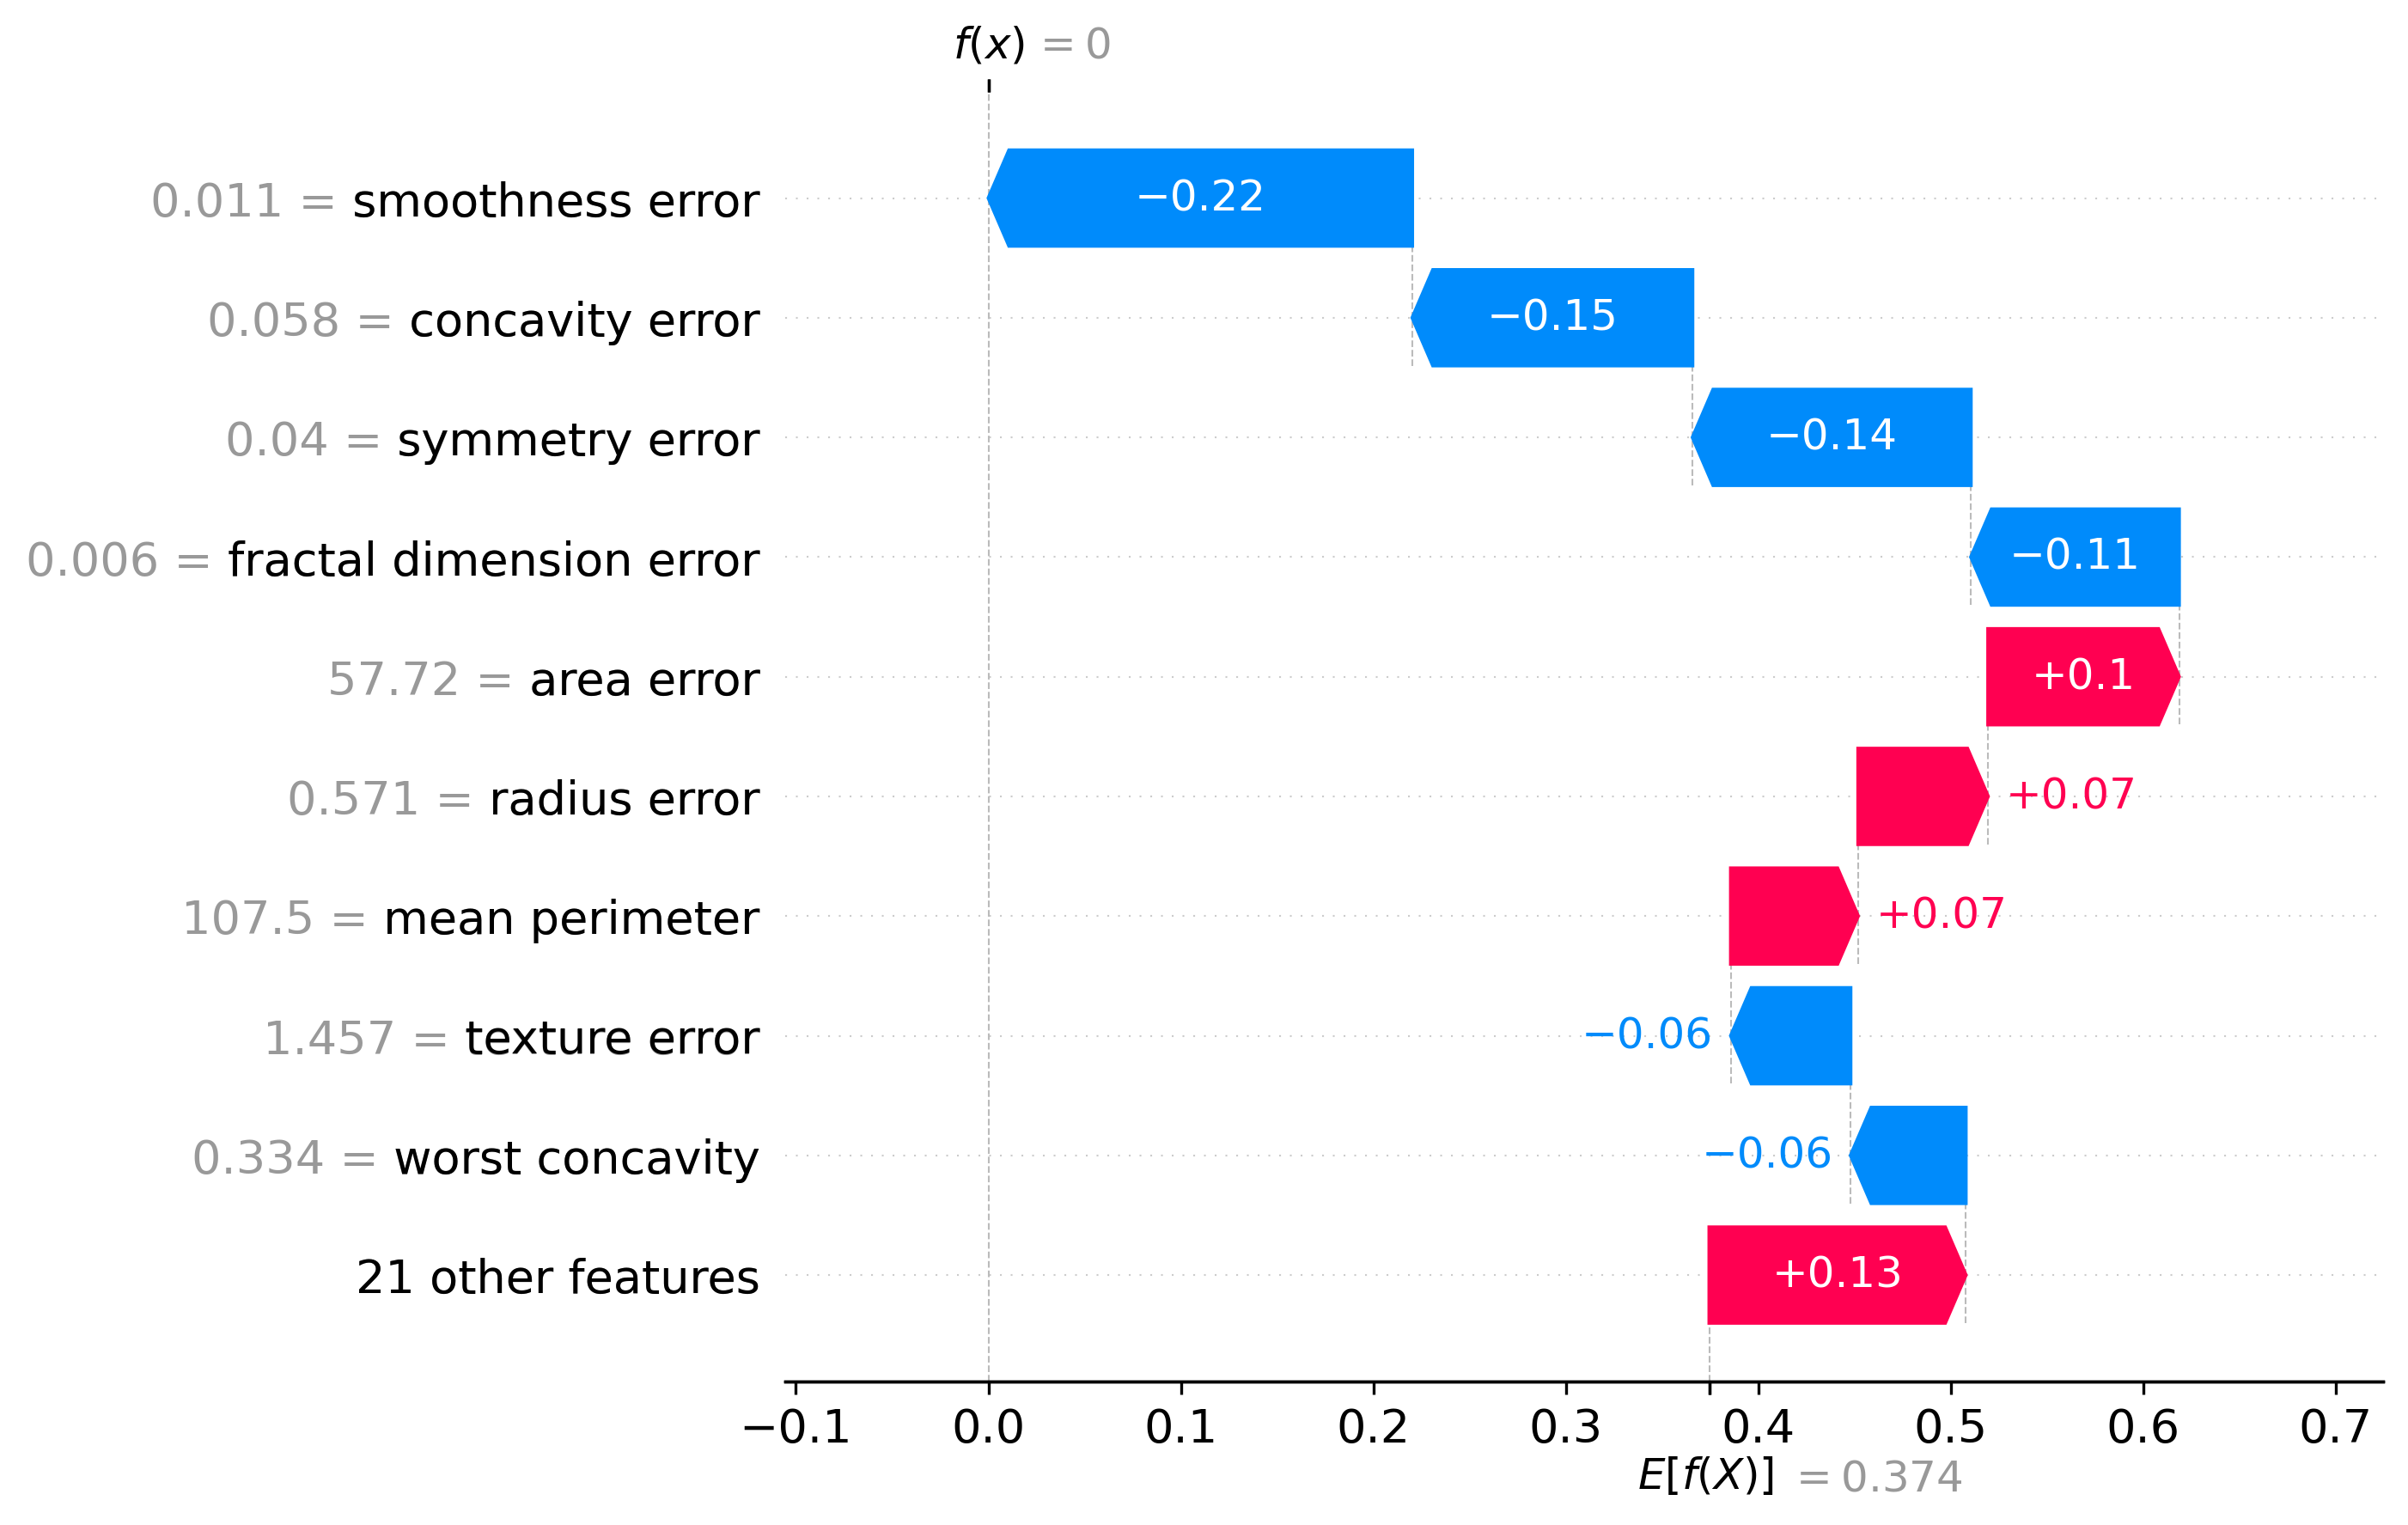 f(x) = 0
0.011 = smoothness error
−0.22
0.058 = concavity error
−0.15
0.04 = symmetry error
−0.14
0.006 = fractal dimension error
−0.11
57.72 = area error
+0.1
0.571 = radius error
+0.07
107.5 = mean perimeter
+0.07
1.457 = texture error
−0.06
0.334 = worst concavity
−0.06
21 other features
+0.13
−0.1 0.0 0.1 0.2 0.3 0.4 0.5 0.6 0.7
E[f(X)] = 0.374